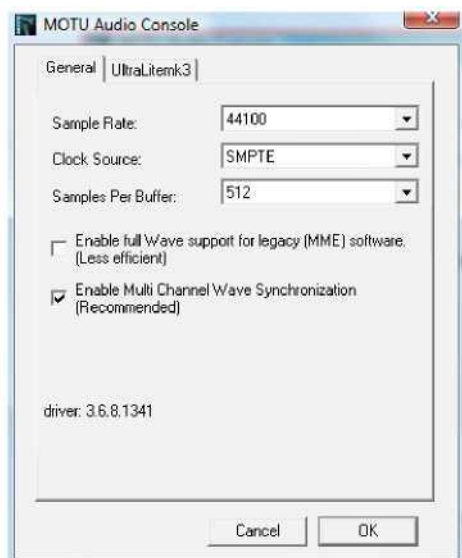 MOTU Audio Console
General UltraLitemk3
Sample Rate: 44100
Clock Source: SMPTE
Samples Per Buffer: 512
Enable full Wave support for legacy (MME) software.
(Less efficient)
Enable Multi Channel Wave Synchronization
(Recommended)
driver: 3.6.8.1341
Cancel OK